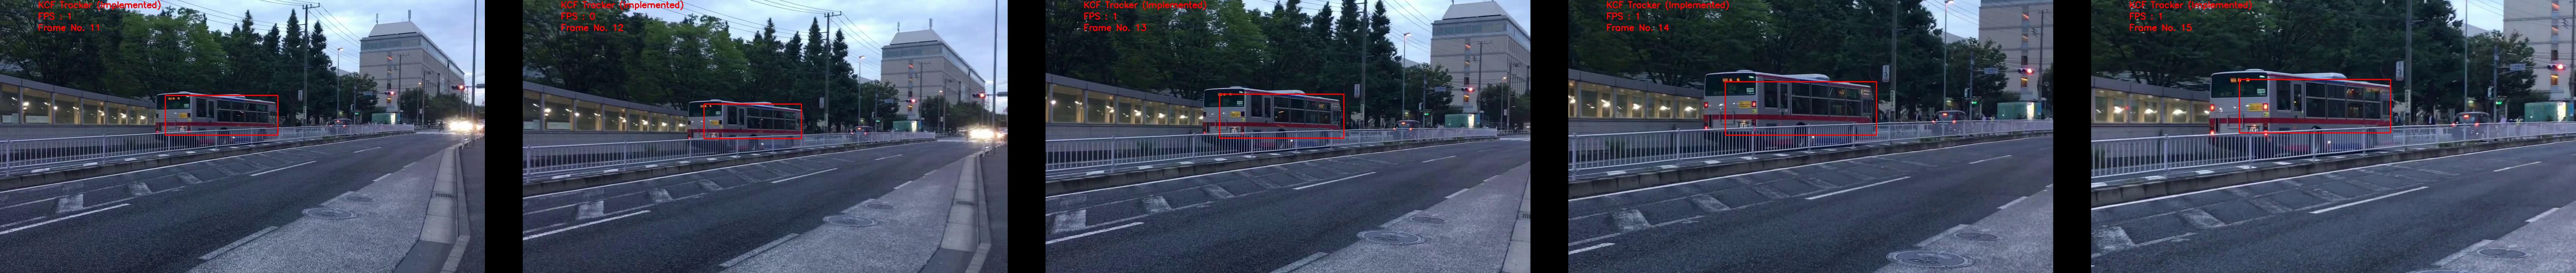 KCF Tracker (Implemented)
FPS : 1
Frame No. 11
KCF Tracker (Implemented)
FPS : 0
Frame No. 12
KCF Tracker (Implemented)
FPS : 1
Frame No. 13
KCF Tracker (Implemented)
FPS : 1
Frame No. 14
KCF Tracker (Implemented)
FPS : 1
Frame No. 15